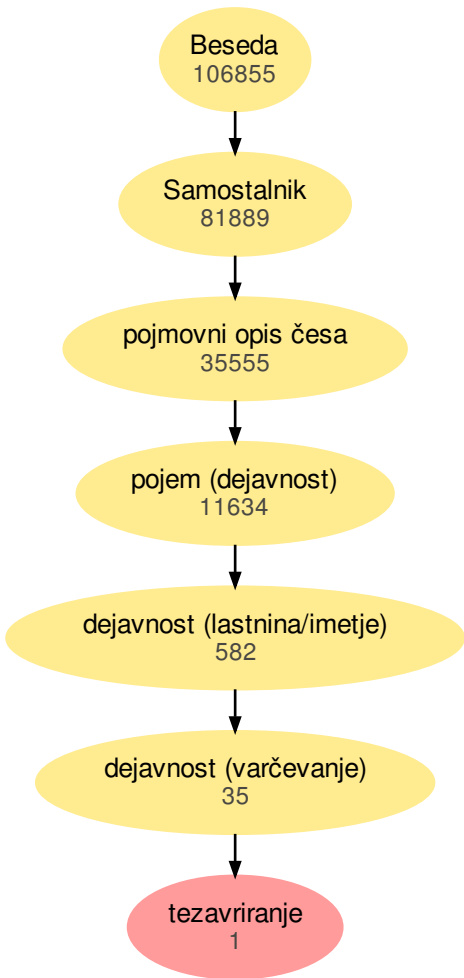 Beseda
106855
Samostalnik
81889
pojmovni opis česa
35555
pojem (dejavnost)
11634
dejavnost (lastnina/imetje)
582
dejavnost (varčevanje)
35
tezavriranje
1